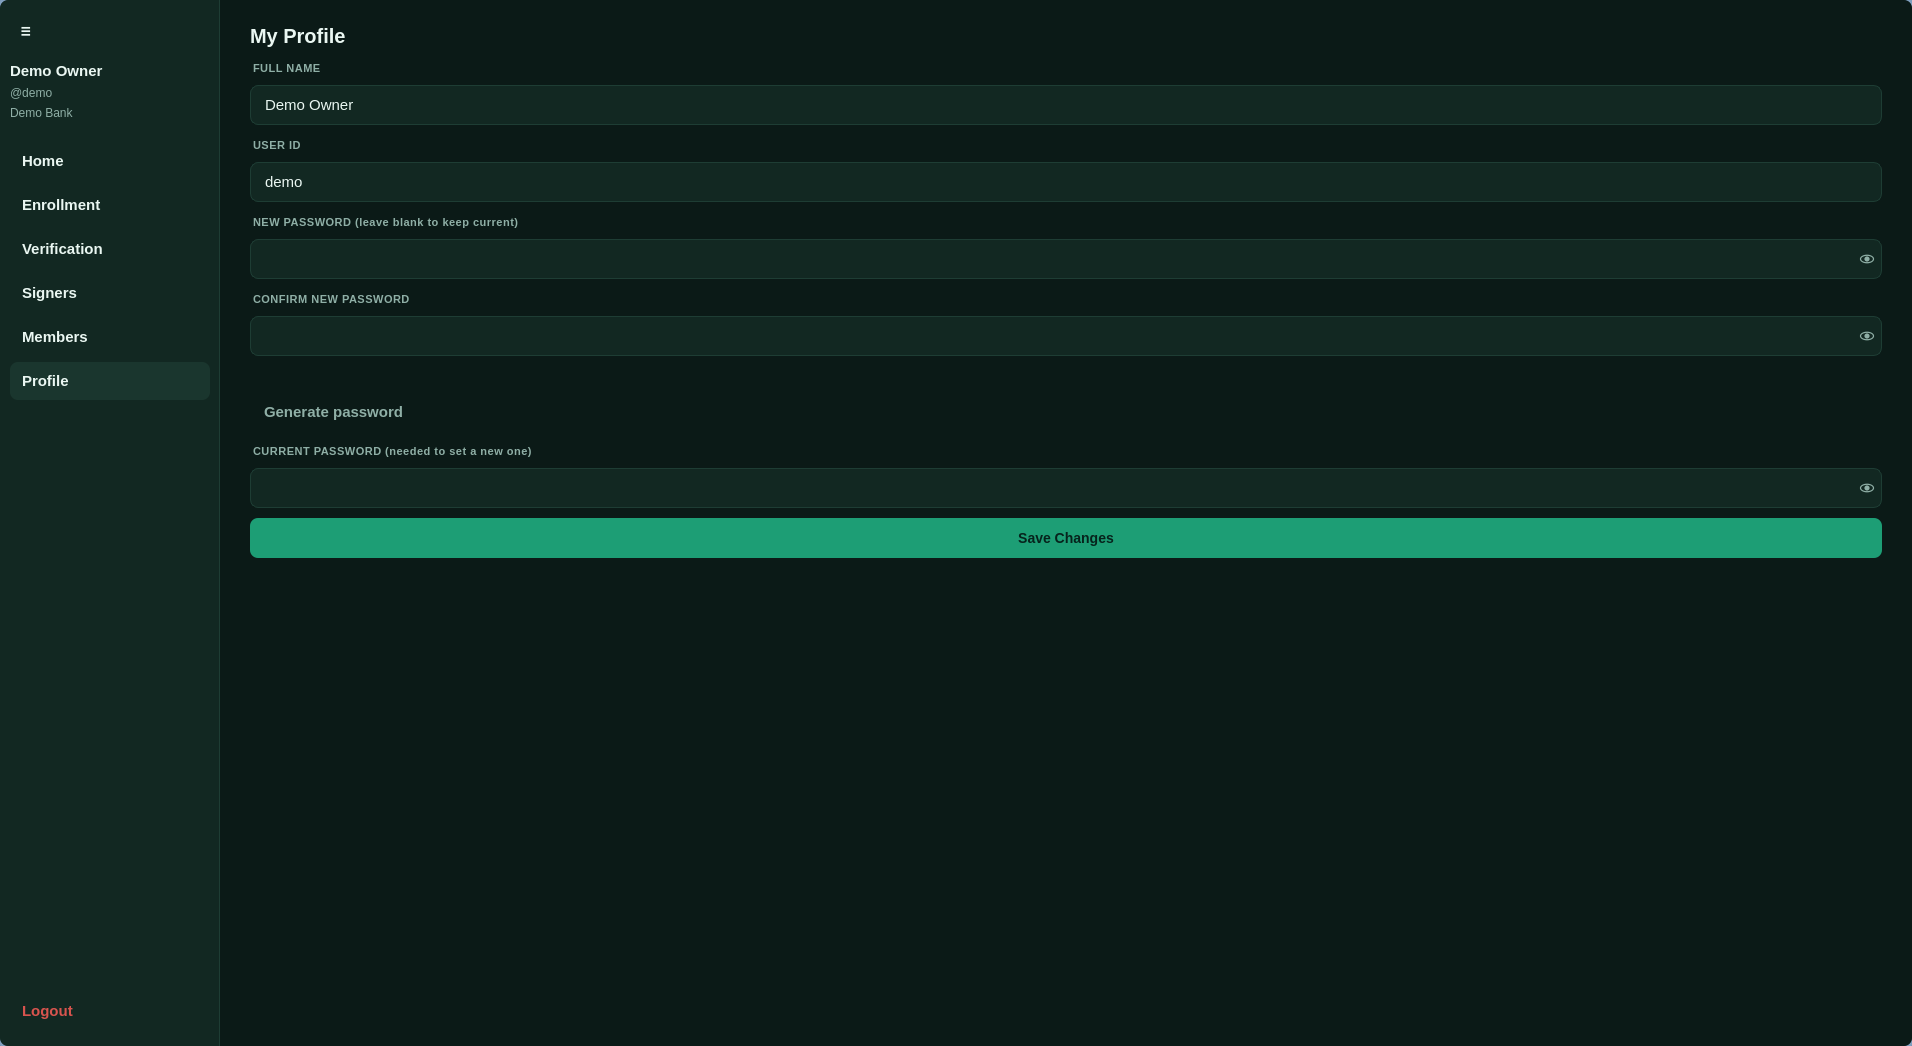 Demo Owner
@demo
Demo Bank
Home
Enrollment
Verification
Signers
Members
Profile
Logout
My Profile
FULL NAME
Demo Owner
USER ID
demo
NEW PASSWORD (leave blank to keep current)
CONFIRM NEW PASSWORD
Generate password
CURRENT PASSWORD (needed to set a new one)
Save Changes